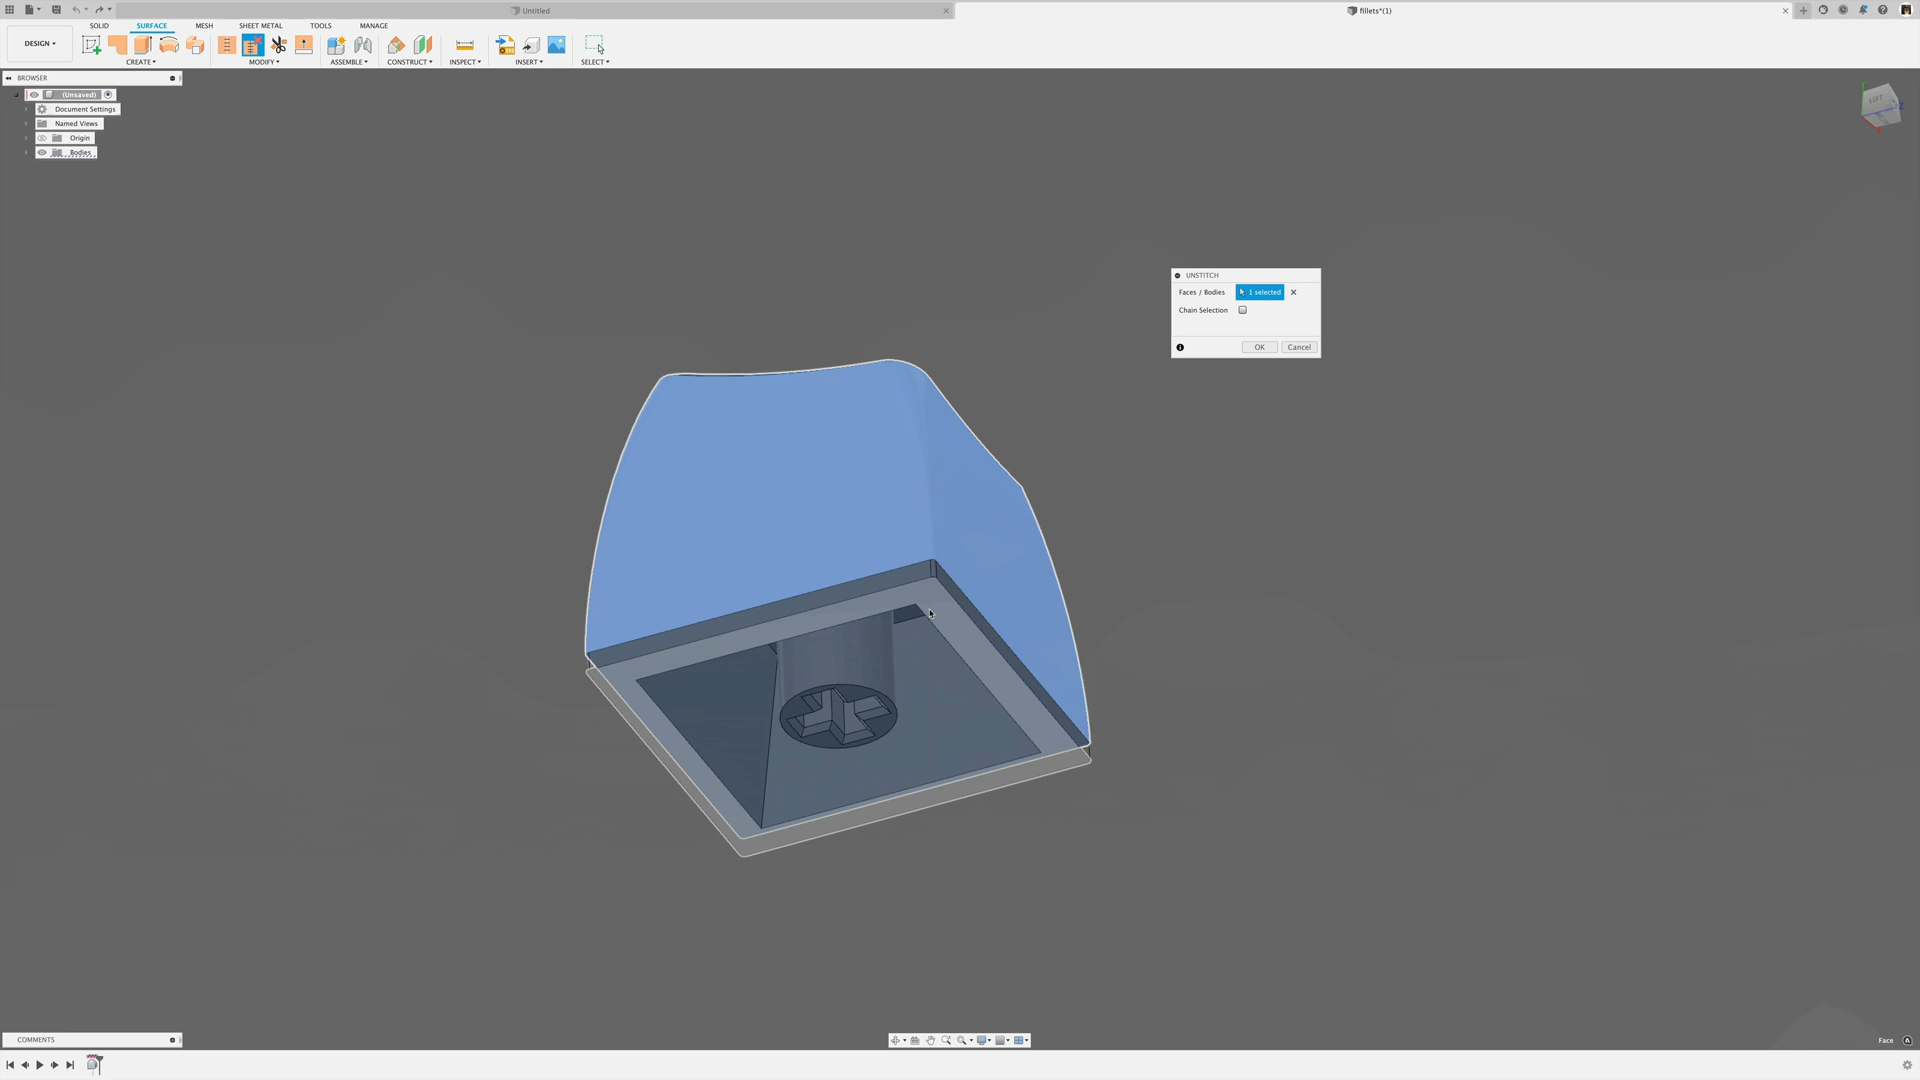 Untitled
fillets*(1)
DESIGN
SOLID
SURFACE
MESH
SHEET METAL
TOOLS
MANAGE
CREATE
MODIFY
ASSEMBLE
CONSTRUCT
INSPECT
INSERT
SELECT
BROWSER
(Unsaved)
Document Settings
Named Views
Origin
Bodies
LEFT
UNSTITCH
Faces / Bodies
1 selected
Chain Selection
OK
Cancel
COMMENTS
Face